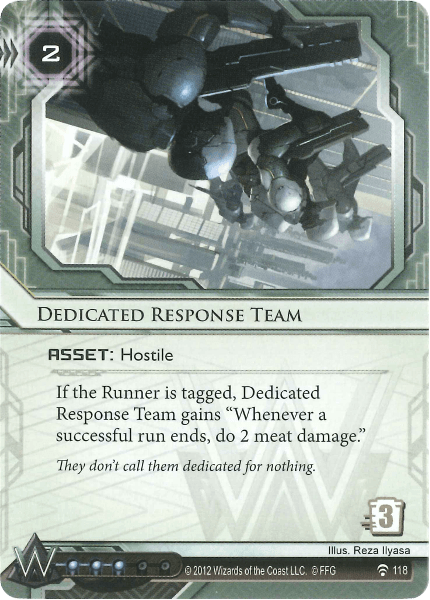 2
DEDICATED RESPONSE TEAM
ASSET: Hostile
If the Runner is tagged, Dedicated
Response Team gains “Whenever a
successful run ends, do 2 meat damage.”
They don’t call them dedicated for nothing.
3
Illus. Reza Ilyasa
© 2012 Wizards of the Coast LLC. © FFG
118